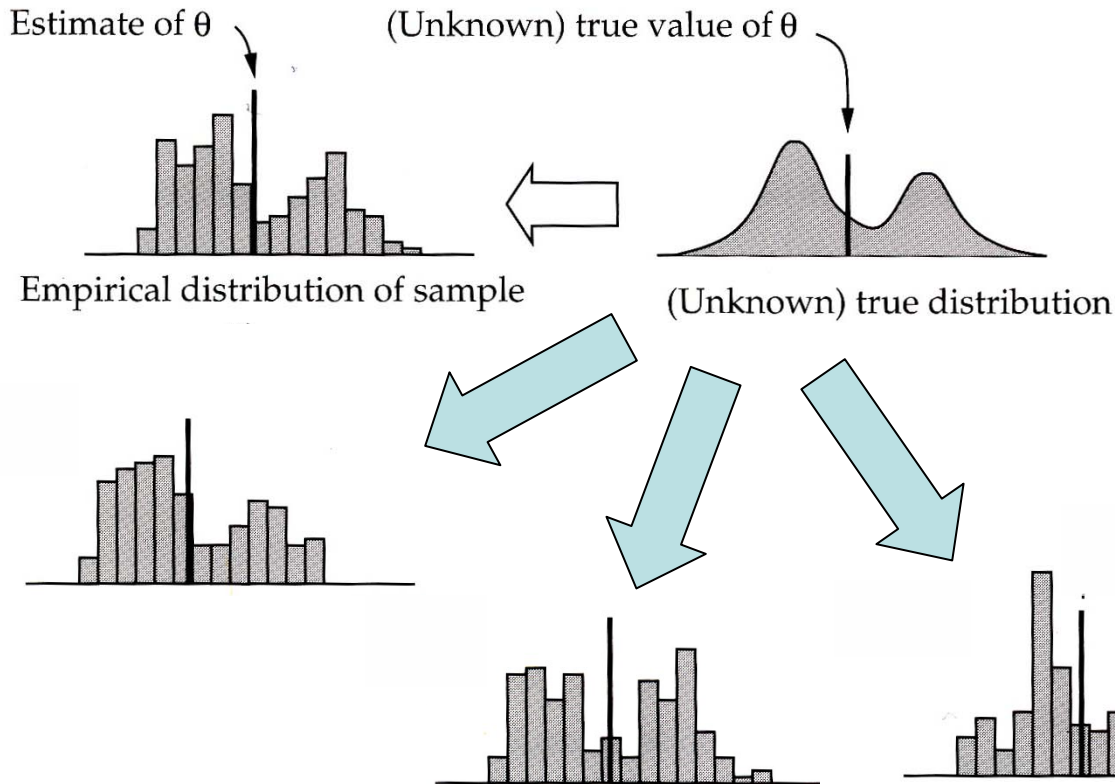 Estimate of θ
(Unknown) true value of θ
Empirical distribution of sample
(Unknown) true distribution